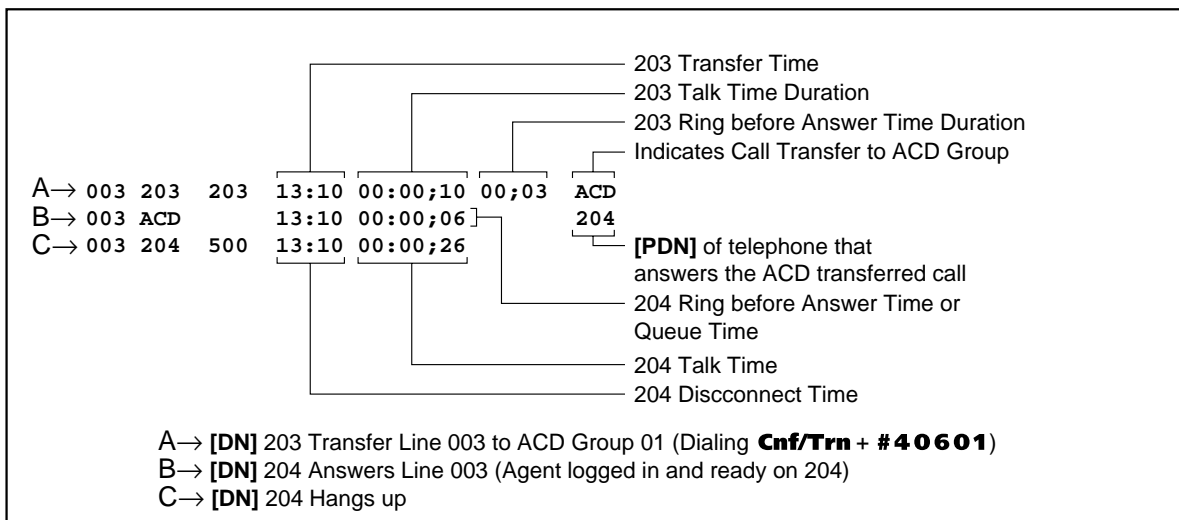 203 Transfer Time
203 Talk Time Duration
203 Ring before Answer Time Duration
Indicates Call Transfer to ACD Group
A→ 003 203 203 13:10 00:00;10 00;03 ACD
B→ 003 ACD 13:10 00:00;06 204
C→ 003 204 500 13:10 00:00;26
[PDN] of telephone that
answers the ACD transferred call
204 Ring before Answer Time or
Queue Time
204 Talk Time
204 Discconnect Time
A→ [DN] 203 Transfer Line 003 to ACD Group 01 (Dialing Cnf/Trn + #40601)
B→ [DN] 204 Answers Line 003 (Agent logged in and ready on 204)
C→ [DN] 204 Hangs up